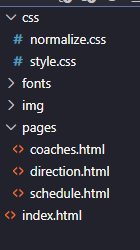 css
normalize.css
style.css
fonts
img
pages
coaches.html
direction.html
schedule.html
index.html